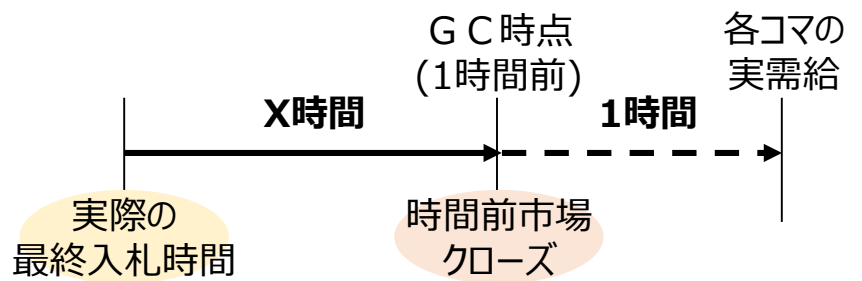 ＧＣ時点
(1時間前)
各コマの
実需給
X時間
1時間
実際の
最終入札時間
時間前市場
クローズ